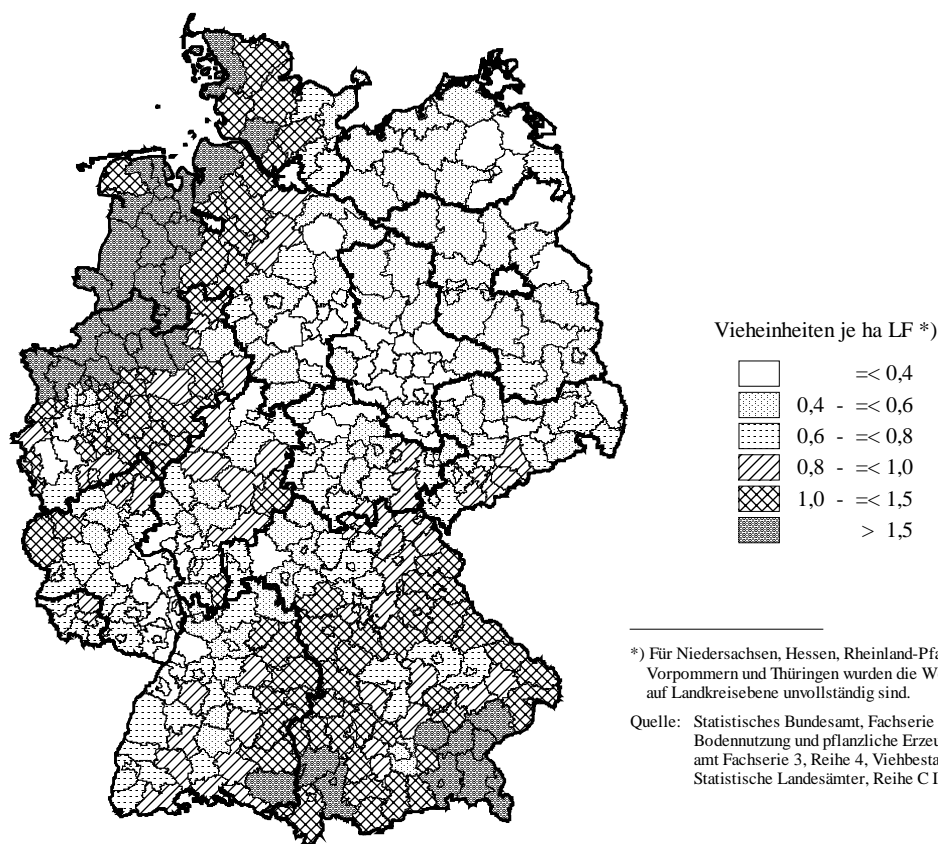 Vieheinheiten je ha LF *)
=< 0,4
0,4 - =< 0,6
0,6 - =< 0,8
0,8 - =< 1,0
1,0 - =< 1,5
> 1,5
*) Für Niedersachsen, Hessen, Rheinland-Pfa
Vorpommern und Thüringen wurden die W
auf Landkreisebene unvollständig sind.
Quelle: Statistisches Bundesamt, Fachserie
Bodennutzung und pflanzliche Erzeu
amt Fachserie 3, Reihe 4, Viehbesta
Statistische Landesämter, Reihe C I